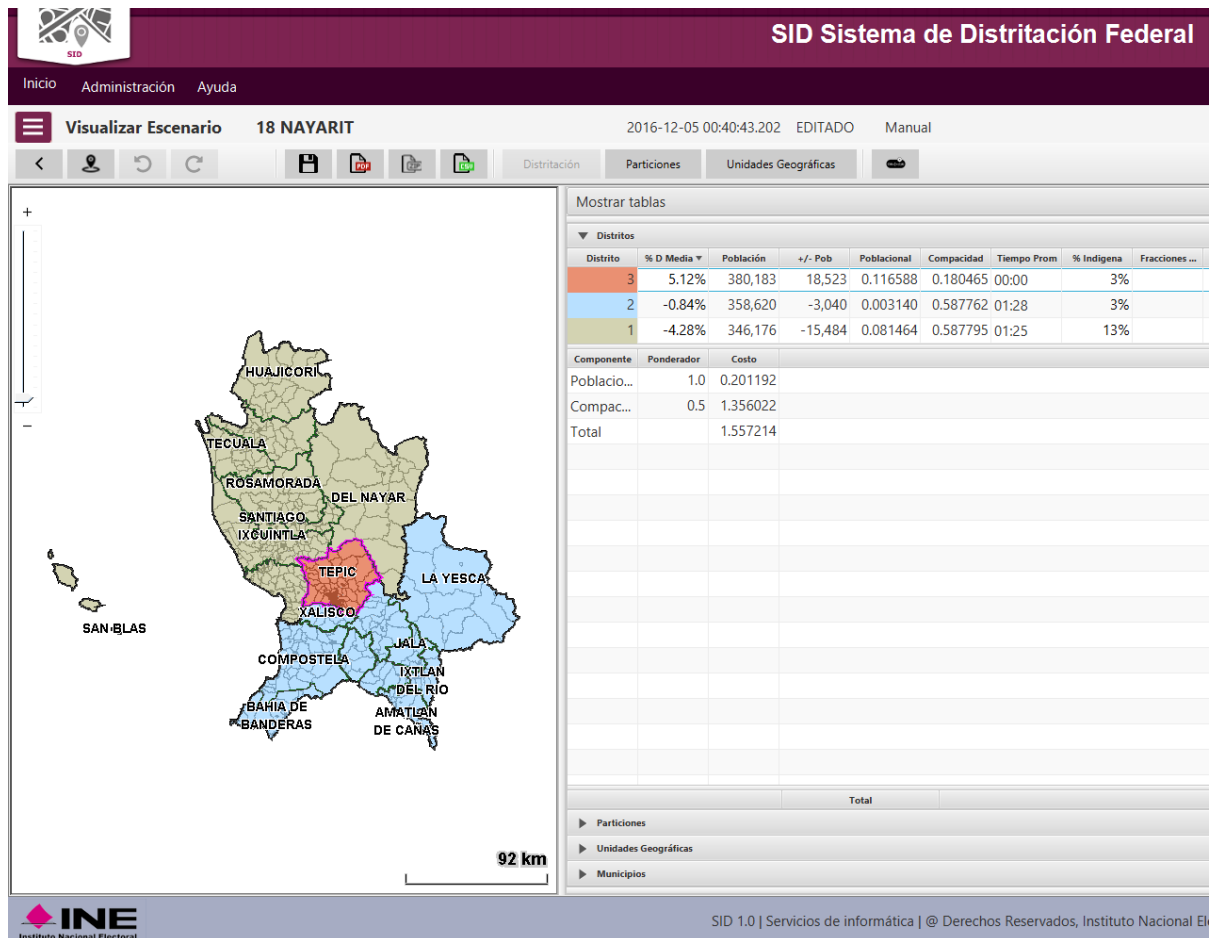 SID
SID Sistema de Distritación Federal
Inicio Administración Ayuda
Visualizar Escenario 18 NAYARIT 2016-12-05 00:40:43.202 EDITADO Manual
Distritación Particiones Unidades Geográficas
+
−
HUAJICORI
TECUALA
ROSAMORADA
DEL NAYAR
SANTIAGO
IXCUINTLA
TEPIC
LA YESCA
XALISCO
SAN BLAS
JALA
COMPOSTELA
IXTLAN
DEL RIO
BAHIA DE
BANDERAS
AMATLAN
DE CAÑAS
92 km
Mostrar tablas
Distritos
Distrito % D Media Población +/- Pob Poblacional Compacidad Tiempo Prom % Indigena Fracciones ...
3 5.12% 380,183 18,523 0.116588 0.180465 00:00 3%
2 -0.84% 358,620 -3,040 0.003140 0.587762 01:28 3%
1 -4.28% 346,176 -15,484 0.081464 0.587795 01:25 13%
Componente Ponderador Costo
Poblacio... 1.0 0.201192
Compac... 0.5 1.356022
Total 1.557214
Total
Particiones
Unidades Geográficas
Municipios
INE
Instituto Nacional Electoral
SID 1.0 | Servicios de informática | @ Derechos Reservados, Instituto Nacional El